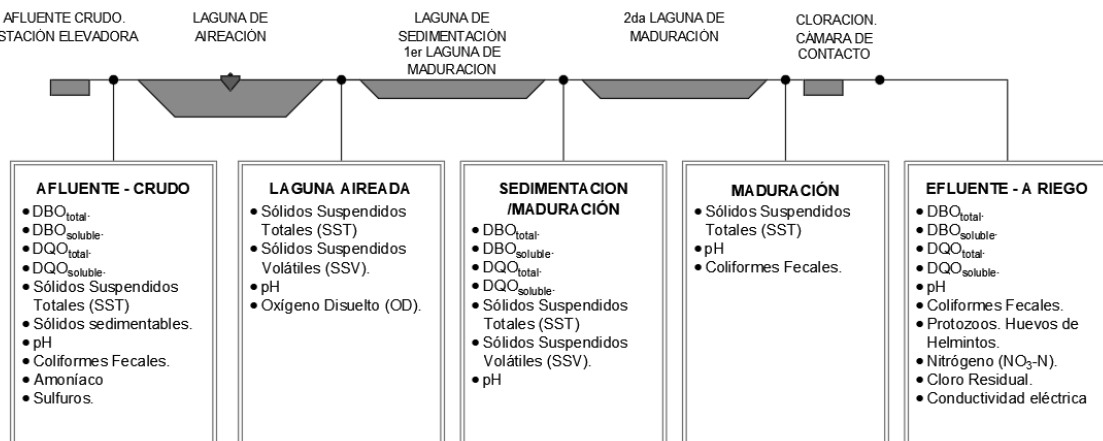 AFLUENTE CRUDO.
STACIÓN ELEVADORA
LAGUNA DE
AIREACIÓN
LAGUNA DE
SEDIMENTACIÓN
1er LAGUNA DE
MADURACION
2da LAGUNA DE
MADURACIÓN
CLORACION.
CÁMARA DE
CONTACTO
AFLUENTE - CRUDO
• DBOtotal.
• DBOsoluble.
• DQOtotal.
• DQOsoluble.
• Sólidos Suspendidos
Totales (SST)
• Sólidos sedimentables.
• pH
• Coliformes Fecales.
• Amoníaco
• Sulfuros.
LAGUNA AIREADA
• Sólidos Suspendidos
Totales (SST)
• Sólidos Suspendidos
Volátiles (SSV).
• pH
• Oxígeno Disuelto (OD).
SEDIMENTACION
/MADURACIÓN
• DBOtotal.
• DBOsoluble.
• DQOtotal.
• DQOsoluble.
• Sólidos Suspendidos
Totales (SST)
• Sólidos Suspendidos
Volátiles (SSV).
• pH
MADURACIÓN
• Sólidos Suspendidos
Totales (SST)
• pH
• Coliformes Fecales.
EFLUENTE - A RIEGO
• DBOtotal.
• DBOsoluble.
• DQOtotal.
• DQOsoluble.
• pH
• Coliformes Fecales.
• Protozoos. Huevos de
Helmintos.
• Nitrógeno (NO3-N).
• Cloro Residual.
• Conductividad eléctrica